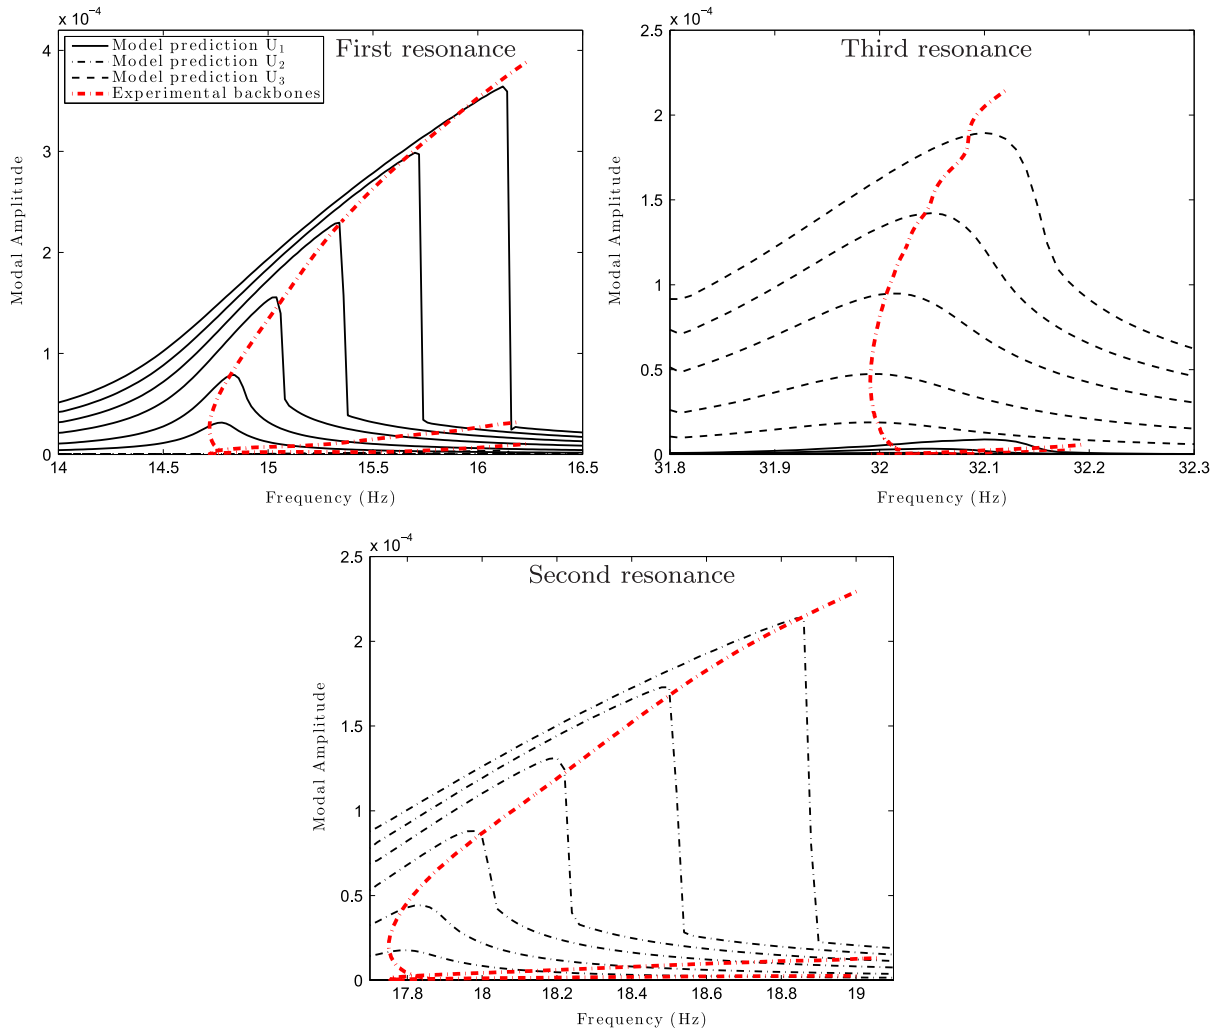 x 10⁻⁴
First resonance
Model prediction U₁
Model prediction U₂
Model prediction U₃
Experimental backbones
4
3
2
1
0
Modal Amplitude
14
14.5
15
15.5
16
16.5
Frequency (Hz)
x 10⁻⁴
Third resonance
2.5
2
1.5
1
0.5
0
Modal Amplitude
31.8
31.9
32
32.1
32.2
32.3
Frequency (Hz)
x 10⁻⁴
Second resonance
2.5
2
1.5
1
0.5
0
Modal Amplitude
17.8
18
18.2
18.4
18.6
18.8
19
Frequency (Hz)